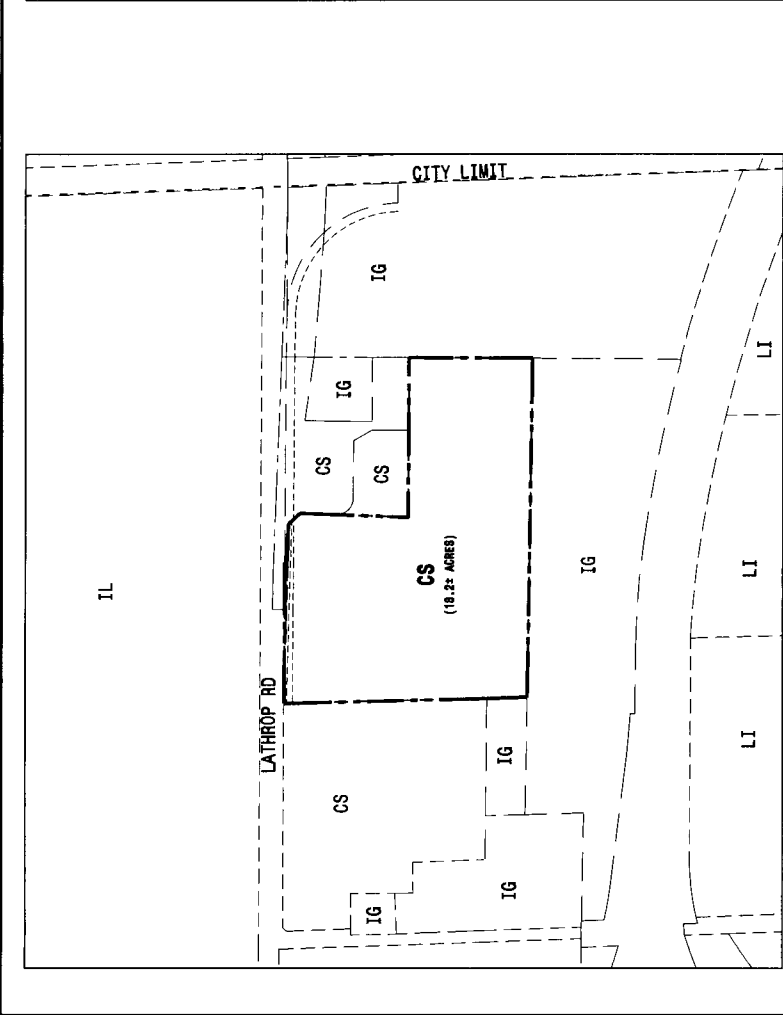 CITY LIMIT
IG
IL
IG
CS
CS
LI
CS
(18.2± ACRES)
IG
LI
LATHROP RD
IG
LI
CS
IG
IG